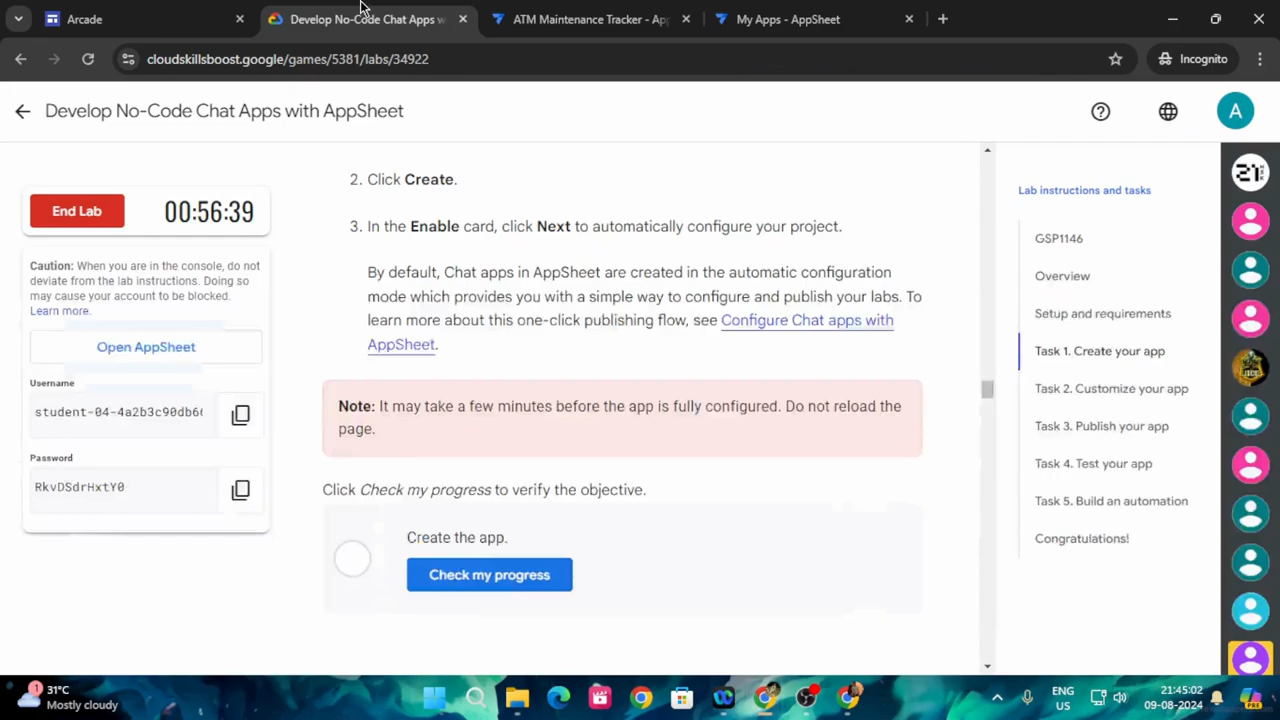 Arcade
Develop No-Code Chat Apps w
ATM Maintenance Tracker - Ap
My Apps - AppSheet
cloudskillsboost.google/games/5381/labs/34922
Incognito
Develop No-Code Chat Apps with AppSheet
A
End Lab
00:56:39
Caution: When you are in the console, do not
deviate from the lab instructions. Doing so
may cause your account to be blocked.
Learn more.
Open AppSheet
Username
student-04-4a2b3c90db6
Password
RkvDSdrHxtY0
2. Click Create.
3. In the Enable card, click Next to automatically configure your project.
By default, Chat apps in AppSheet are created in the automatic configuration
mode which provides you with a simple way to configure and publish your labs. To
learn more about this one-click publishing flow, see Configure Chat apps with
AppSheet.
Note: It may take a few minutes before the app is fully configured. Do not reload the
page.
Click Check my progress to verify the objective.
Create the app.
Check my progress
Lab instructions and tasks
GSP1146
Overview
Setup and requirements
Task 1. Create your app
Task 2. Customize your app
Task 3. Publish your app
Task 4. Test your app
Task 5. Build an automation
Congratulations!
1
31°C
Mostly cloudy
ENG
IN
21:45:02
09-08-2024
PRE